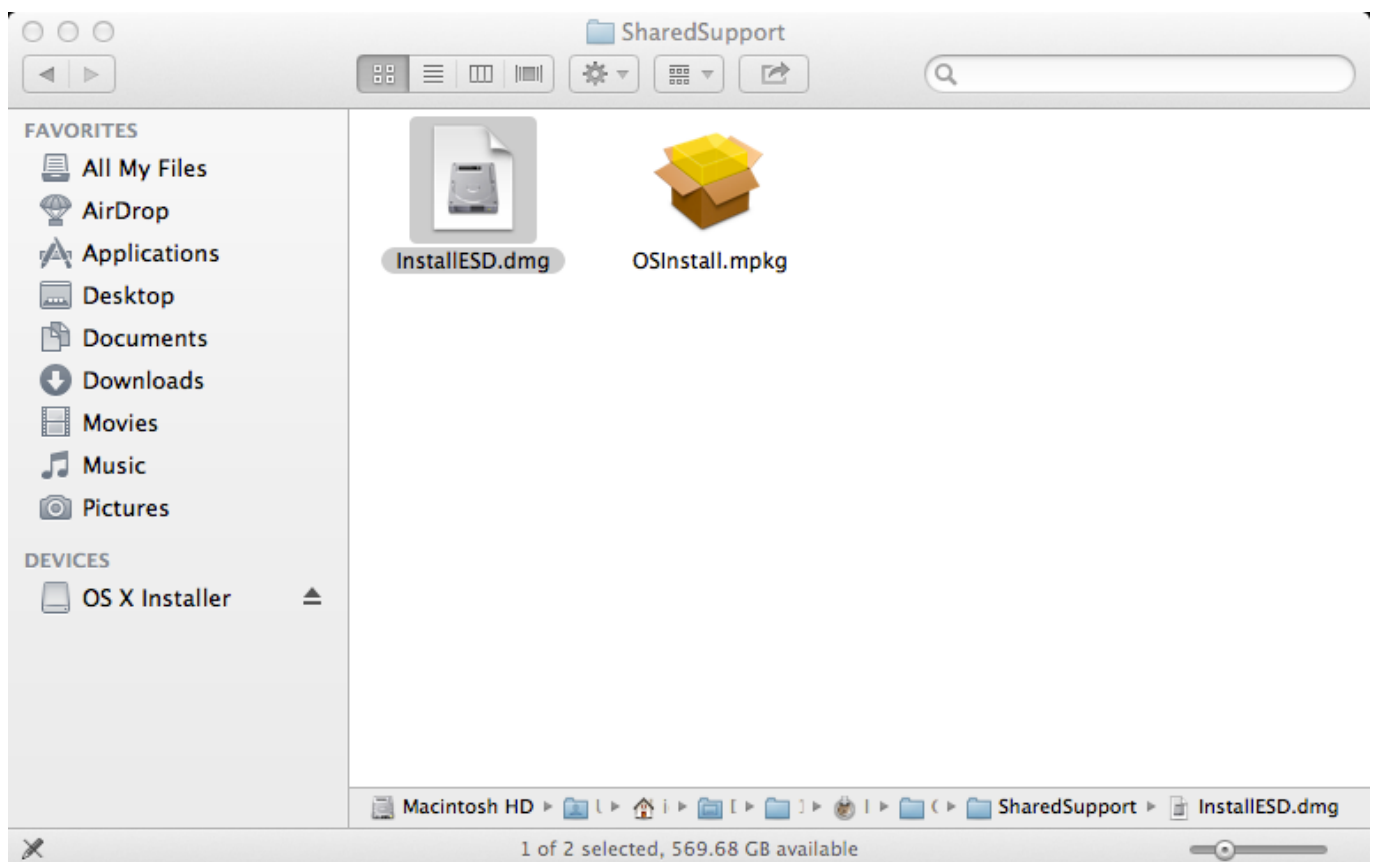 SharedSupport
FAVORITES
All My Files
AirDrop
Applications
Desktop
Documents
Downloads
Movies
Music
Pictures
DEVICES
OS X Installer
InstallESD.dmg
OSInstall.mpkg
Macintosh HD SharedSupport InstallESD.dmg
1 of 2 selected, 569.68 GB available